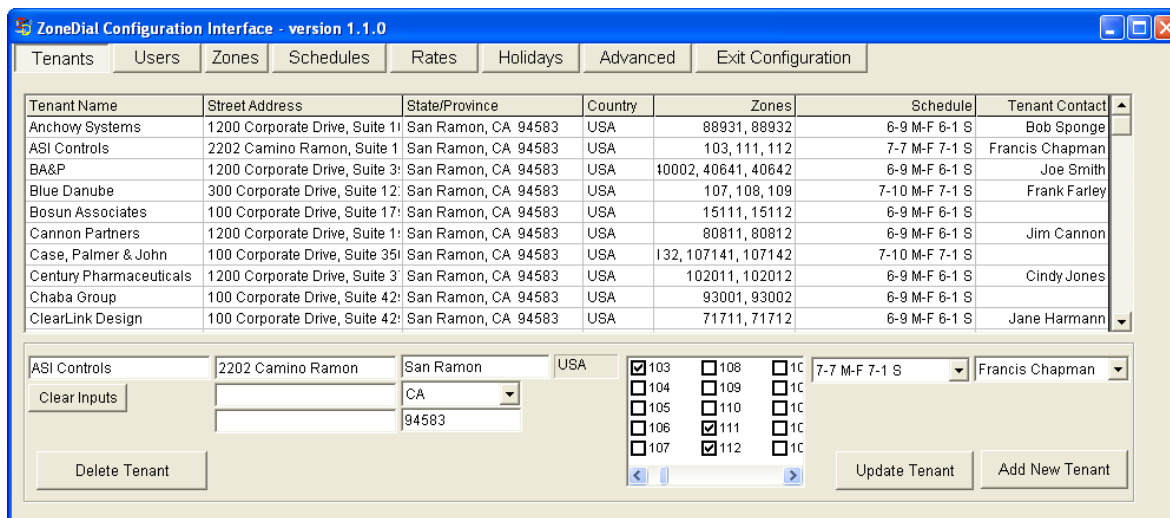 ZoneDial Configuration Interface - version 1.1.0
Tenants Users Zones Schedules Rates Holidays Advanced Exit Configuration
Tenant Name Street Address State/Province Country Zones Schedule Tenant Contact
Anchovy Systems 1200 Corporate Drive, Suite San Ramon, CA 94583 USA 88931, 88932 6-9 M-F 6-1 S Bob Sponge
ASI Controls 2202 Camino Ramon, Suite 1 San Ramon, CA 94583 USA 103, 111, 112 7-7 M-F 7-1 S Francis Chapman
BA&P 1200 Corporate Drive, Suite San Ramon, CA 94583 USA 40641, 40642 6-9 M-F 6-1 S Joe Smith
Blue Danube 300 Corporate Drive, Suite San Ramon, CA 94583 USA 107, 108, 109 7-10 M-F 7-1 S Frank Farley
Bosun Associates 100 Corporate Drive, Suite San Ramon, CA 94583 USA 15111, 15112 6-9 M-F 6-1 S
Cannon Partners 1200 Corporate Drive, Suite San Ramon, CA 94583 USA 80811, 80812 6-9 M-F 6-1 S Jim Cannon
Case, Palmer & John 100 Corporate Drive, Suite San Ramon, CA 94583 USA 107141, 107142 7-10 M-F 7-1 S
Century Pharmaceuticals 1200 Corporate Drive, Suite San Ramon, CA 94583 USA 102011, 102012 6-9 M-F 6-1 S Cindy Jones
Chaba Group 100 Corporate Drive, Suite San Ramon, CA 94583 USA 93001, 93002 6-9 M-F 6-1 S
ClearLink Design 100 Corporate Drive, Suite San Ramon, CA 94583 USA 71711, 71712 6-9 M-F 6-1 S Jane Harmann
ASI Controls 2202 Camino Ramon San Ramon USA 103 108 7-7 M-F 7-1 S Francis Chapman
Clear Inputs CA 104 109
94583 105 110
106 111
107 112
Delete Tenant Update Tenant Add New Tenant